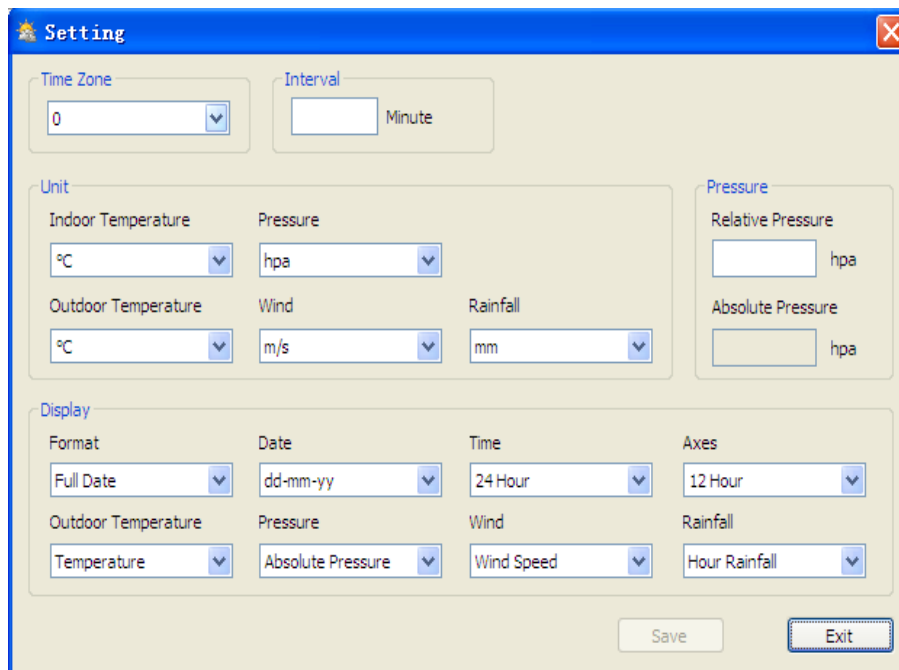 Setting
Time Zone Interval
0 Minute
Unit Pressure
Indoor Temperature Pressure Relative Pressure
ºC hpa hpa
Outdoor Temperature Wind Rainfall Absolute Pressure
ºC m/s mm hpa
Display
Format Date Time Axes
Full Date dd-mm-yy 24 Hour 12 Hour
Outdoor Temperature Pressure Wind Rainfall
Temperature Absolute Pressure Wind Speed Hour Rainfall
Save Exit